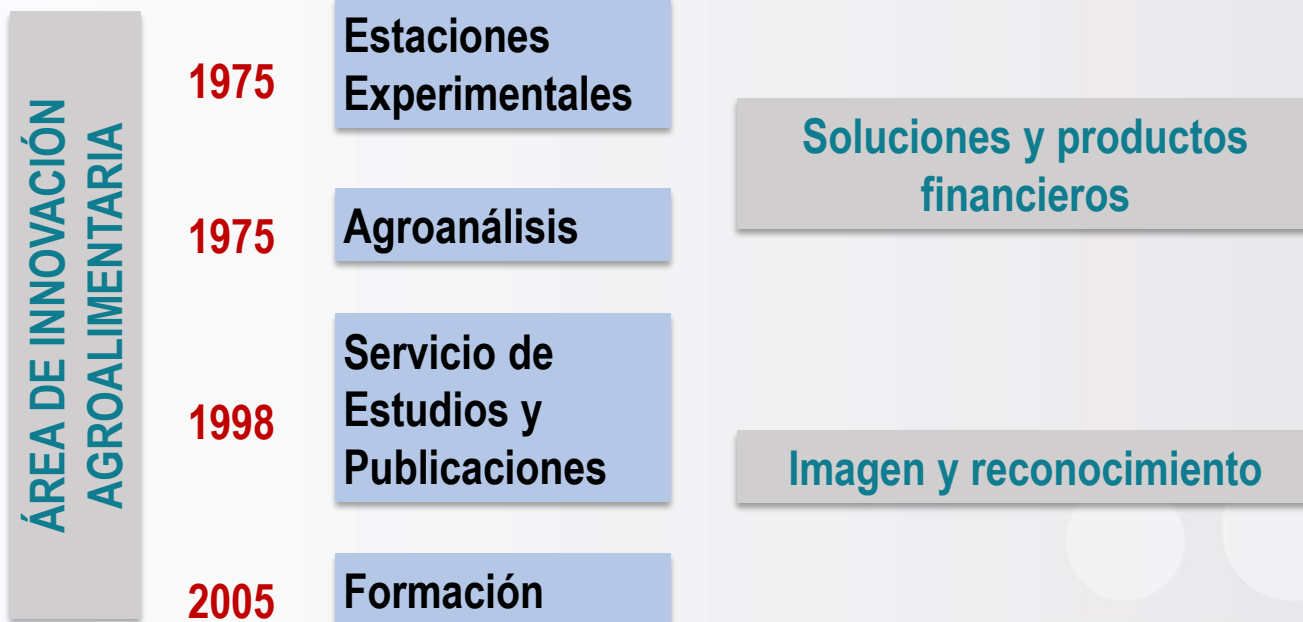 ÁREA DE INNOVACIÓN
AGROALIMENTARIA
1975
Estaciones
Experimentales
1975
Agroanálisis
1998
Servicio de
Estudios y
Publicaciones
2005
Formación
Soluciones y productos
financieros
Imagen y reconocimiento